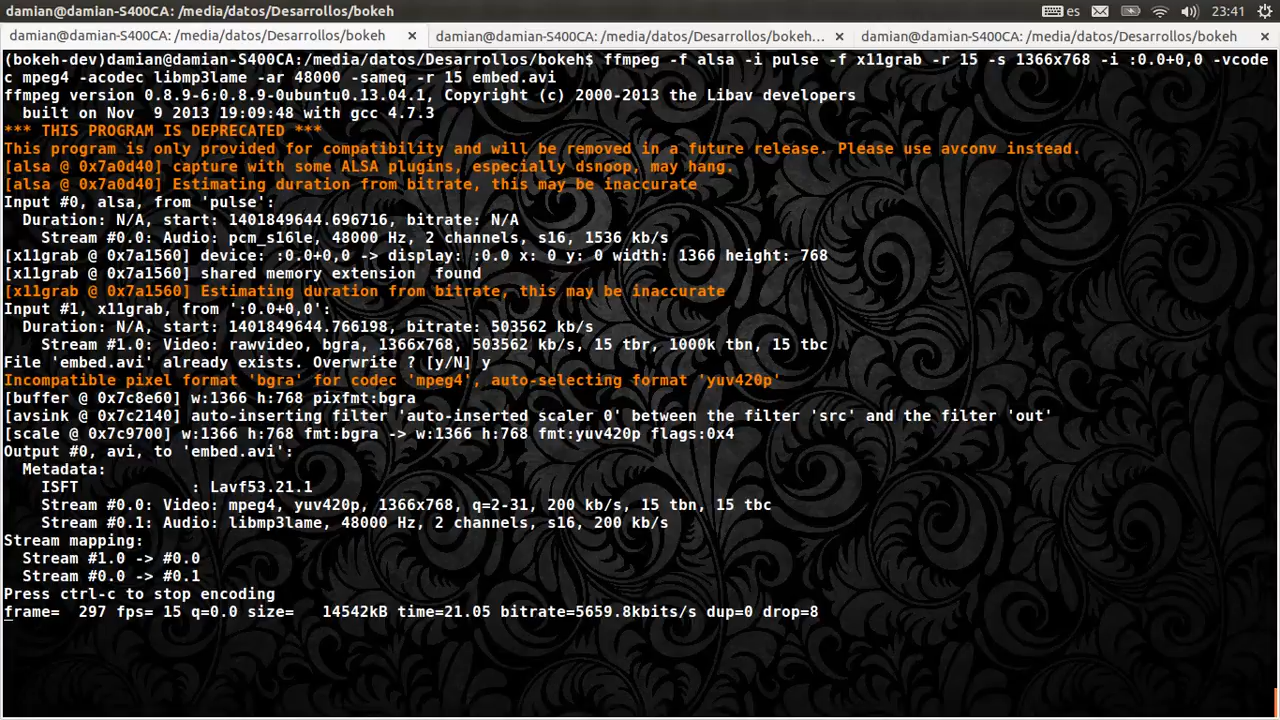 damian@damian-S400CA: /media/datos/Desarrollos/bokeh
es
23:41
damian@damian-S400CA: /media/datos/Desarrollos/bokeh
damian@damian-S400CA: /media/datos/Desarrollos/bokeh...
damian@damian-S400CA: /media/datos/Desarrollos/bokeh
(bokeh-dev)damian@damian-S400CA:/media/datos/Desarrollos/bokeh$ ffmpeg -f alsa -i pulse -f x11grab -r 15 -s 1366x768 -i :0.0+0,0 -vcode
c mpeg4 -acodec libmp3lame -ar 48000 -sameq -r 15 embed.avi
ffmpeg version 0.8.9-6:0.8.9-0ubuntu0.13.04.1, Copyright (c) 2000-2013 the Libav developers
  built on Nov  9 2013 19:09:48 with gcc 4.7.3
*** THIS PROGRAM IS DEPRECATED ***
This program is only provided for compatibility and will be removed in a future release. Please use avconv instead.
[alsa @ 0x7a0d40] capture with some ALSA plugins, especially dsnoop, may hang.
[alsa @ 0x7a0d40] Estimating duration from bitrate, this may be inaccurate
Input #0, alsa, from 'pulse':
  Duration: N/A, start: 1401849644.696716, bitrate: N/A
    Stream #0.0: Audio: pcm_s16le, 48000 Hz, 2 channels, s16, 1536 kb/s
[x11grab @ 0x7a1560] device: :0.0+0,0 -> display: :0.0 x: 0 y: 0 width: 1366 height: 768
[x11grab @ 0x7a1560] shared memory extension  found
[x11grab @ 0x7a1560] Estimating duration from bitrate, this may be inaccurate
Input #1, x11grab, from ':0.0+0,0':
  Duration: N/A, start: 1401849644.766198, bitrate: 503562 kb/s
    Stream #1.0: Video: rawvideo, bgra, 1366x768, 503562 kb/s, 15 tbr, 1000k tbn, 15 tbc
File 'embed.avi' already exists. Overwrite ? [y/N] y
Incompatible pixel format 'bgra' for codec 'mpeg4', auto-selecting format 'yuv420p'
[buffer @ 0x7c8e60] w:1366 h:768 pixfmt:bgra
[avsink @ 0x7c2140] auto-inserting filter 'auto-inserted scaler 0' between the filter 'src' and the filter 'out'
[scale @ 0x7c9700] w:1366 h:768 fmt:bgra -> w:1366 h:768 fmt:yuv420p flags:0x4
Output #0, avi, to 'embed.avi':
  Metadata:
    ISFT            : Lavf53.21.1
    Stream #0.0: Video: mpeg4, yuv420p, 1366x768, q=2-31, 200 kb/s, 15 tbn, 15 tbc
    Stream #0.1: Audio: libmp3lame, 48000 Hz, 2 channels, s16, 200 kb/s
Stream mapping:
  Stream #1.0 -> #0.0
  Stream #0.0 -> #0.1
Press ctrl-c to stop encoding
frame=  297 fps= 15 q=0.0 size=   14542kB time=21.05 bitrate=5659.8kbits/s dup=0 drop=8